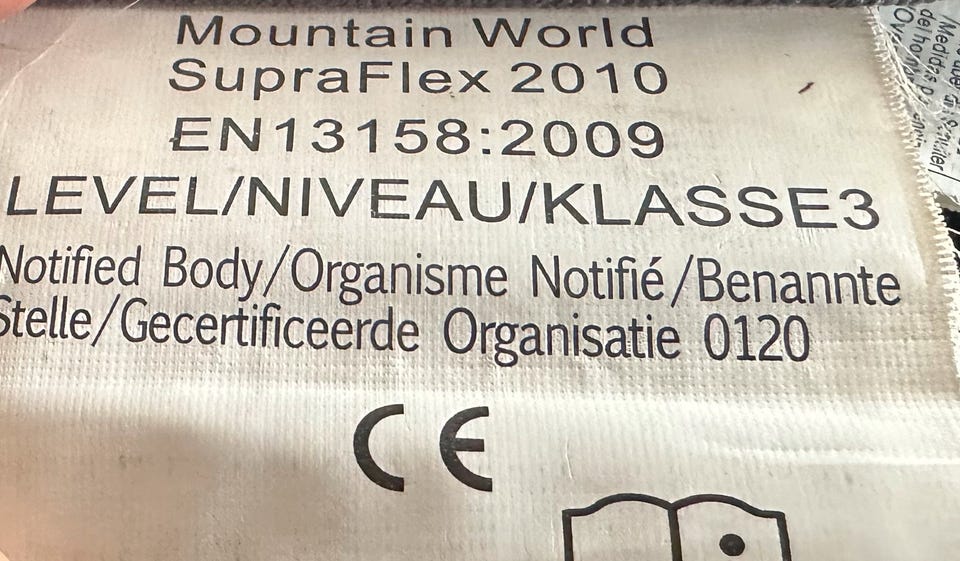 Mountain World
SupraFlex 2010
EN13158:2009
LEVEL/NIVEAU/KLASSE3
Notified Body/Organisme Notifié/Benannte
Stelle/Gecertificeerde Organisatie 0120
CE